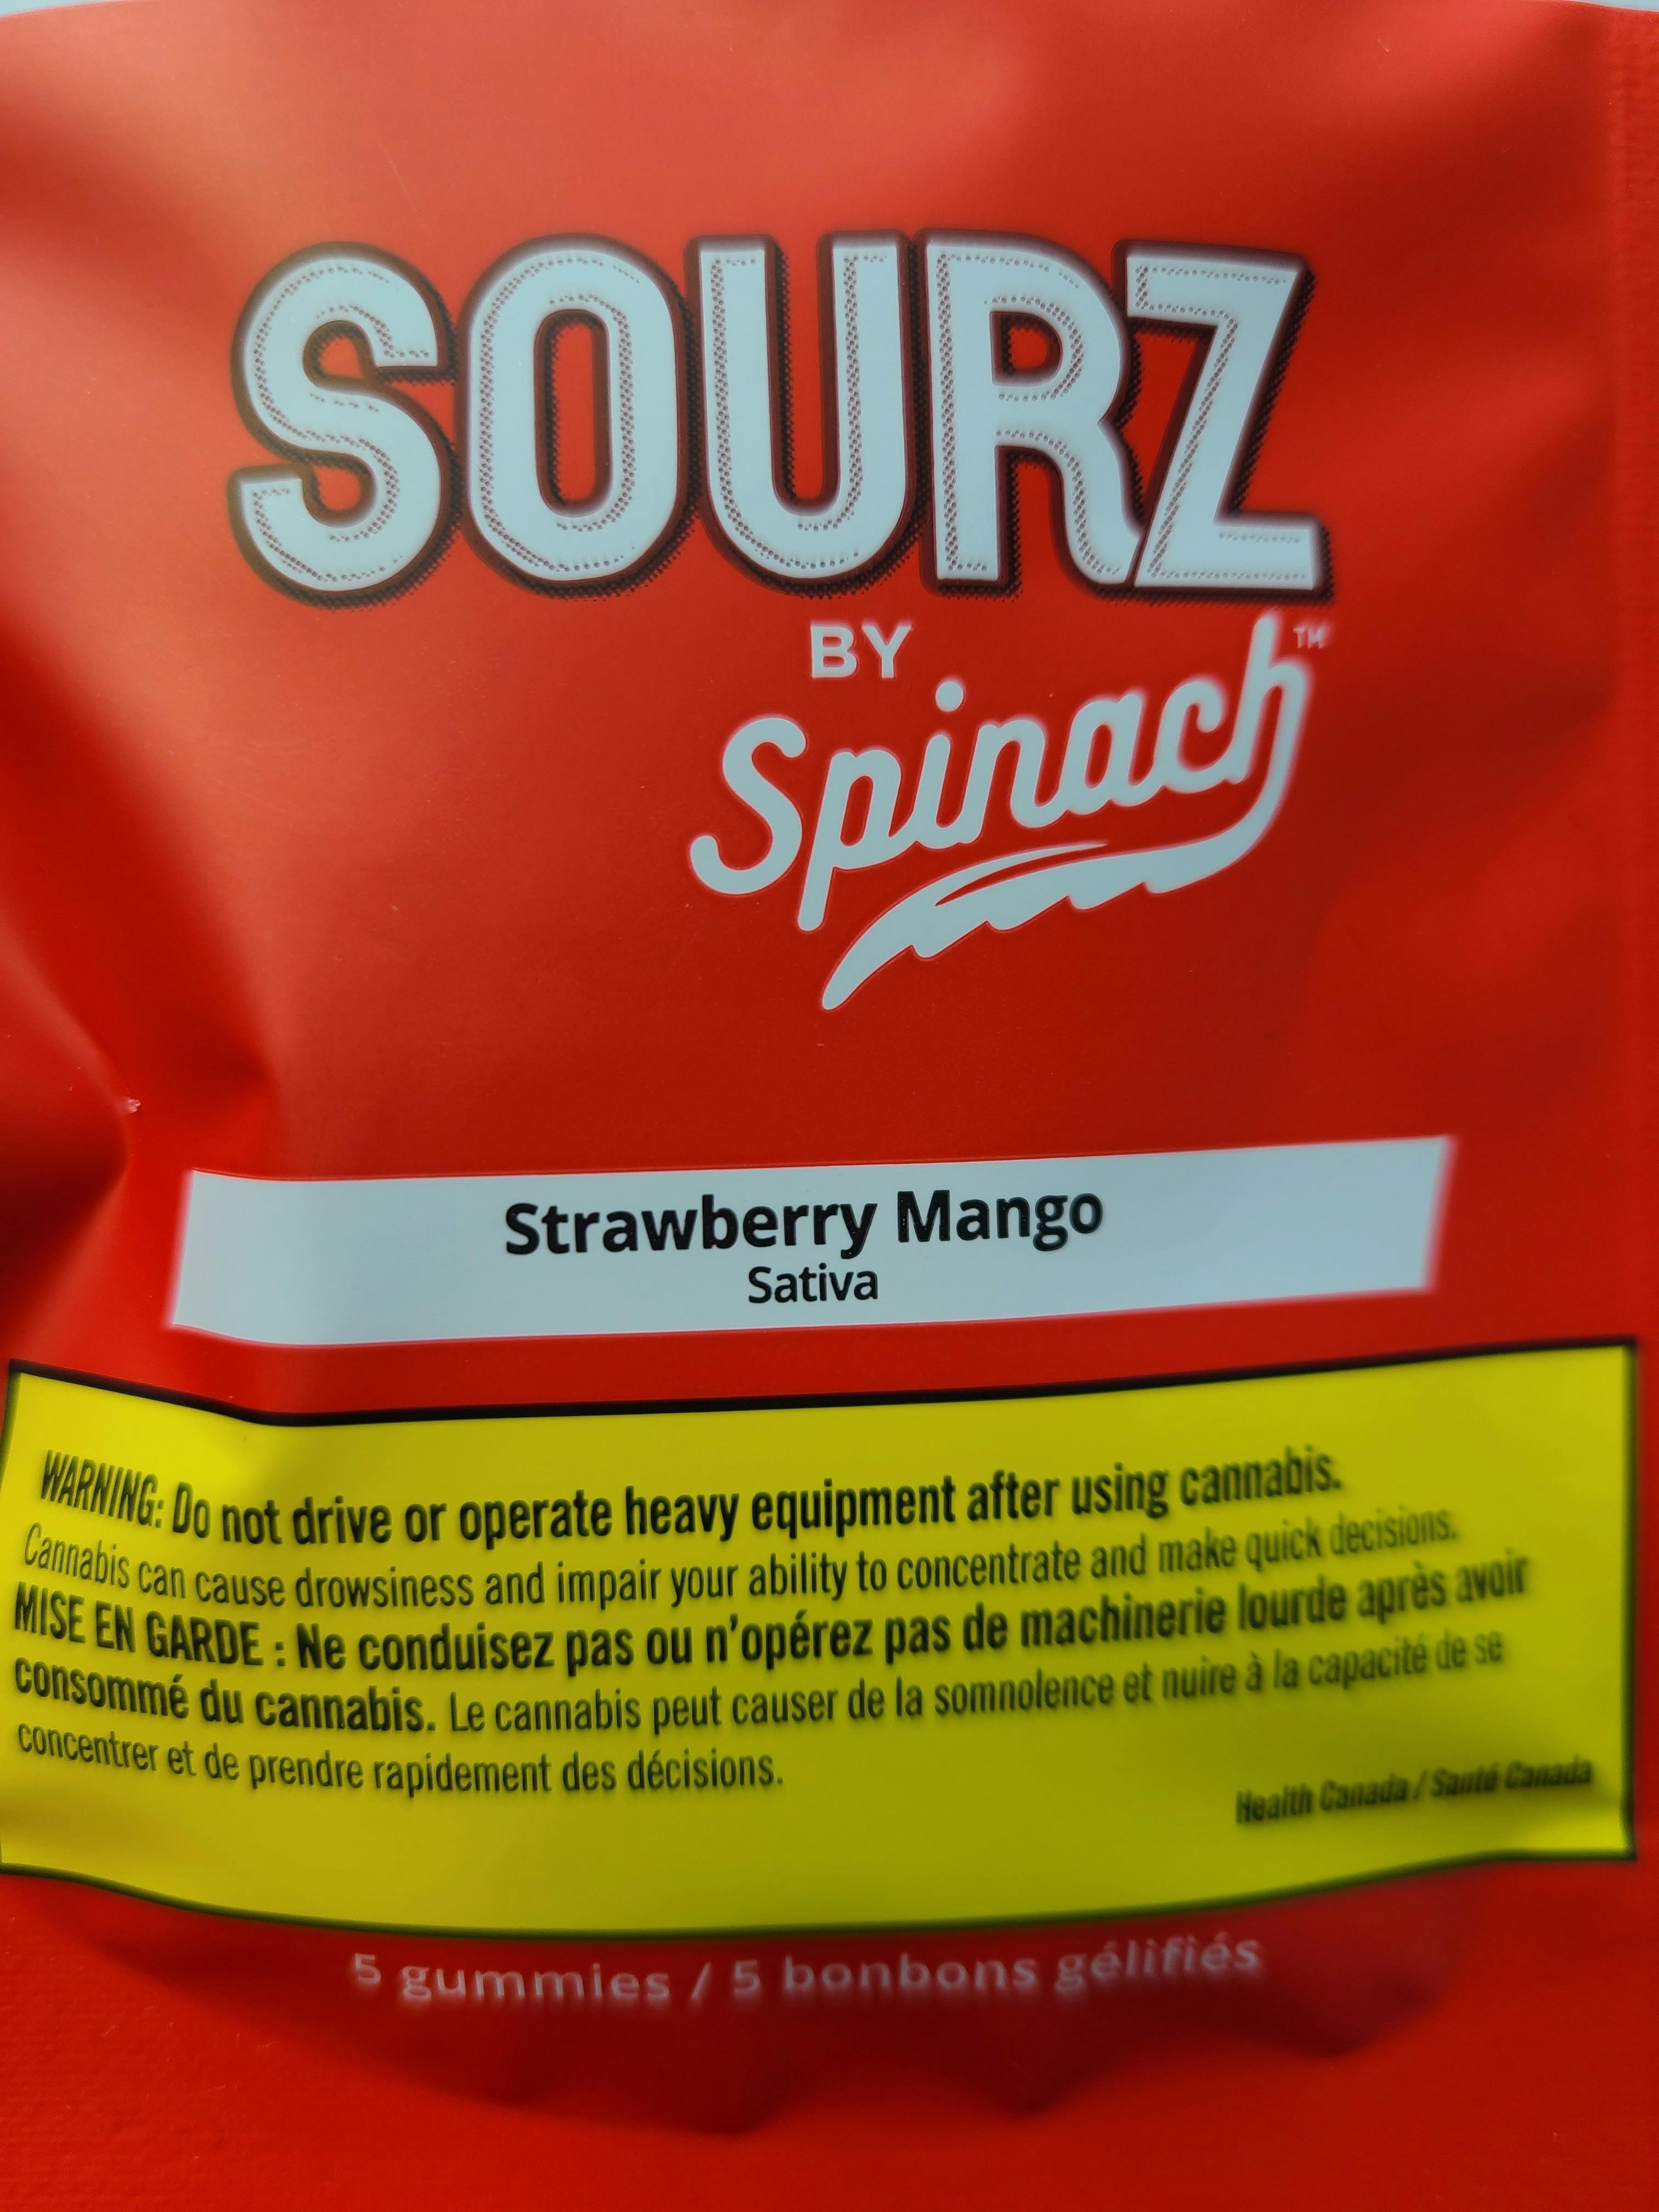 SOURZ
BY
Spinach™
Strawberry Mango
Sativa
WARNING: Do not drive or operate heavy equipment after using cannabis.
Cannabis can cause drowsiness and impair your ability to concentrate and make quick decisions.
MISE EN GARDE : Ne conduisez pas ou n'opérez pas de machinerie lourde après avoir
consommé du cannabis. Le cannabis peut causer de la somnolence et nuire à la capacité de se
concentrer et de prendre rapidement des décisions.
Health Canada / Santé Canada
5 gummies / 5 bonbons gélifiés